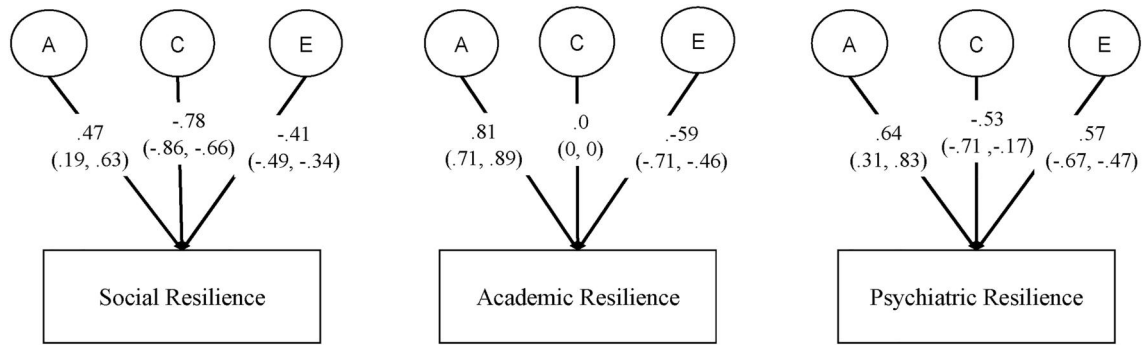 A C E
.47 -.78 -.41
(.19, .63) (-.86, -.66) (-.49, -.34)
Social Resilience
A C E
.81 .0 .-59
(.71, .89) (0, 0) (-.71, -.46)
Academic Resilience
A C E
.64 -.53 .57
(.31, .83) (-.71 ,-.17) (-.67, -.47)
Psychiatric Resilience